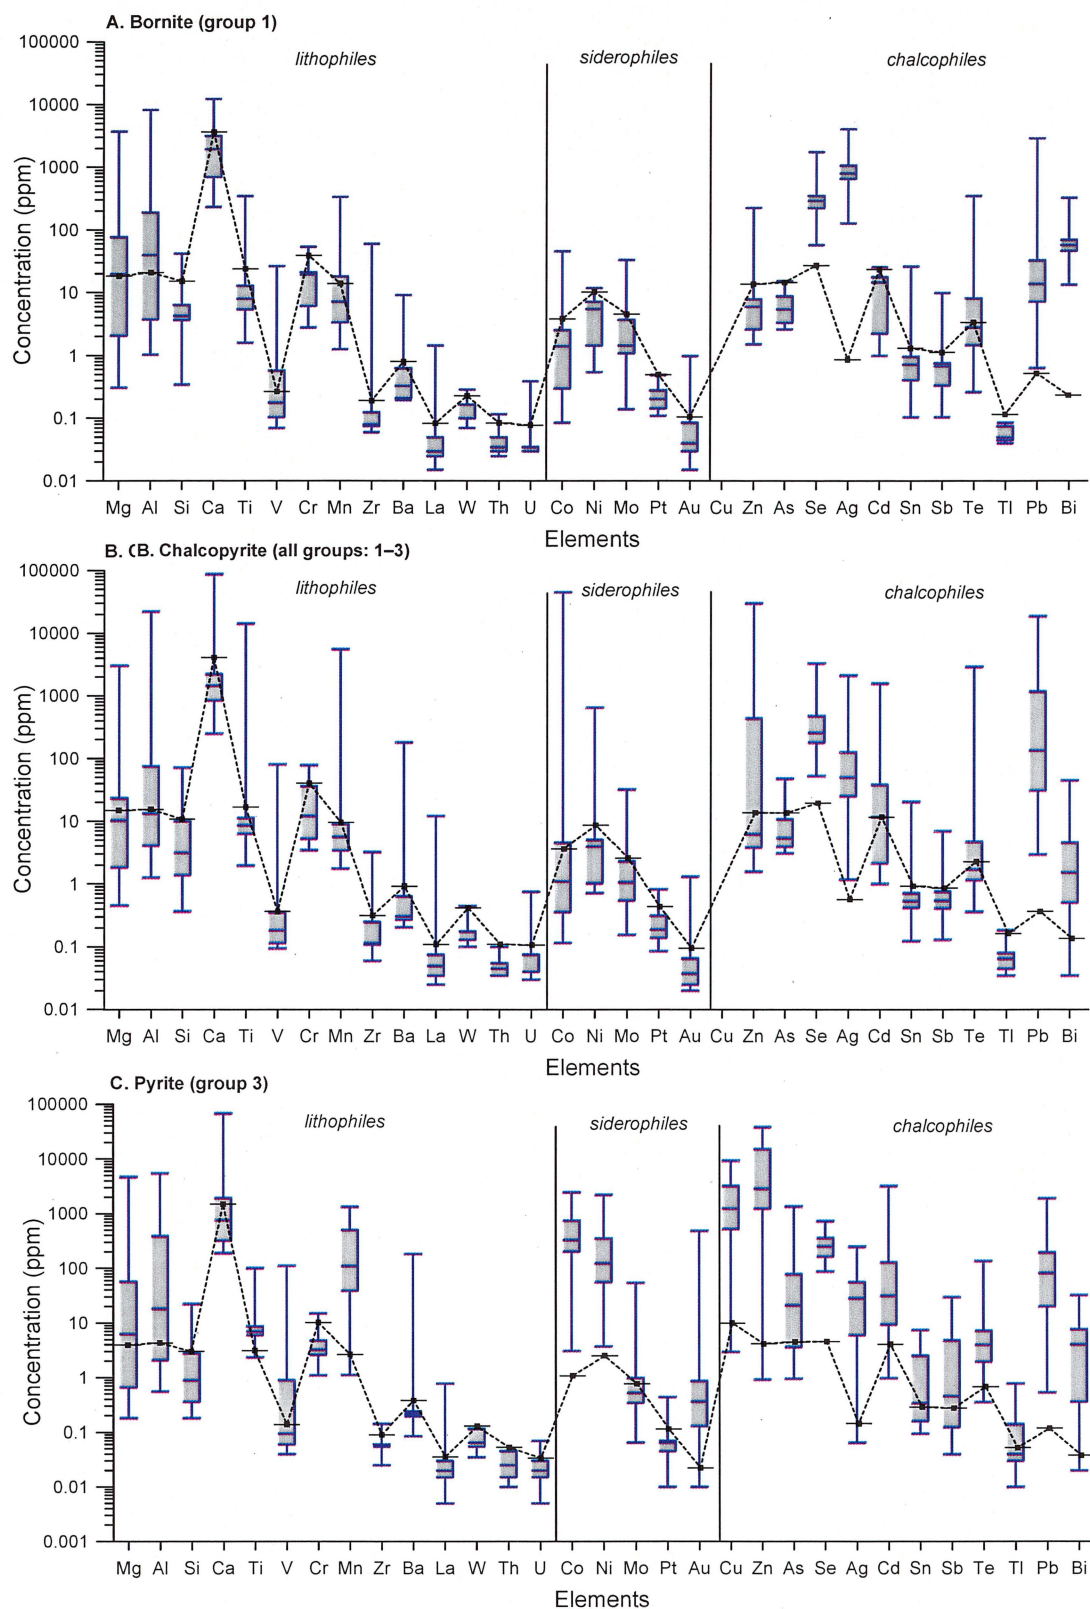 A. Bornite (group 1)
lithophiles siderophiles chalcophiles
Concentration (ppm)
100000
10000
1000
100
10
1
0.1
0.01
Mg Al Si Ca Ti V Cr Mn Zr Ba La W Th U Co Ni Mo Pt Au Cu Zn As Se Ag Cd Sn Sb Te Tl Pb Bi
Elements
B. (B. Chalcopyrite (all groups: 1–3)
lithophiles siderophiles chalcophiles
Concentration (ppm)
100000
10000
1000
100
10
1
0.1
0.01
Mg Al Si Ca Ti V Cr Mn Zr Ba La W Th U Co Ni Mo Pt Au Cu Zn As Se Ag Cd Sn Sb Te Tl Pb Bi
Elements
C. Pyrite (group 3)
lithophiles siderophiles chalcophiles
Concentration (ppm)
100000
10000
1000
100
10
1
0.1
0.01
0.001
Mg Al Si Ca Ti V Cr Mn Zr Ba La W Th U Co Ni Mo Pt Au Cu Zn As Se Ag Cd Sn Sb Te Tl Pb Bi
Elements